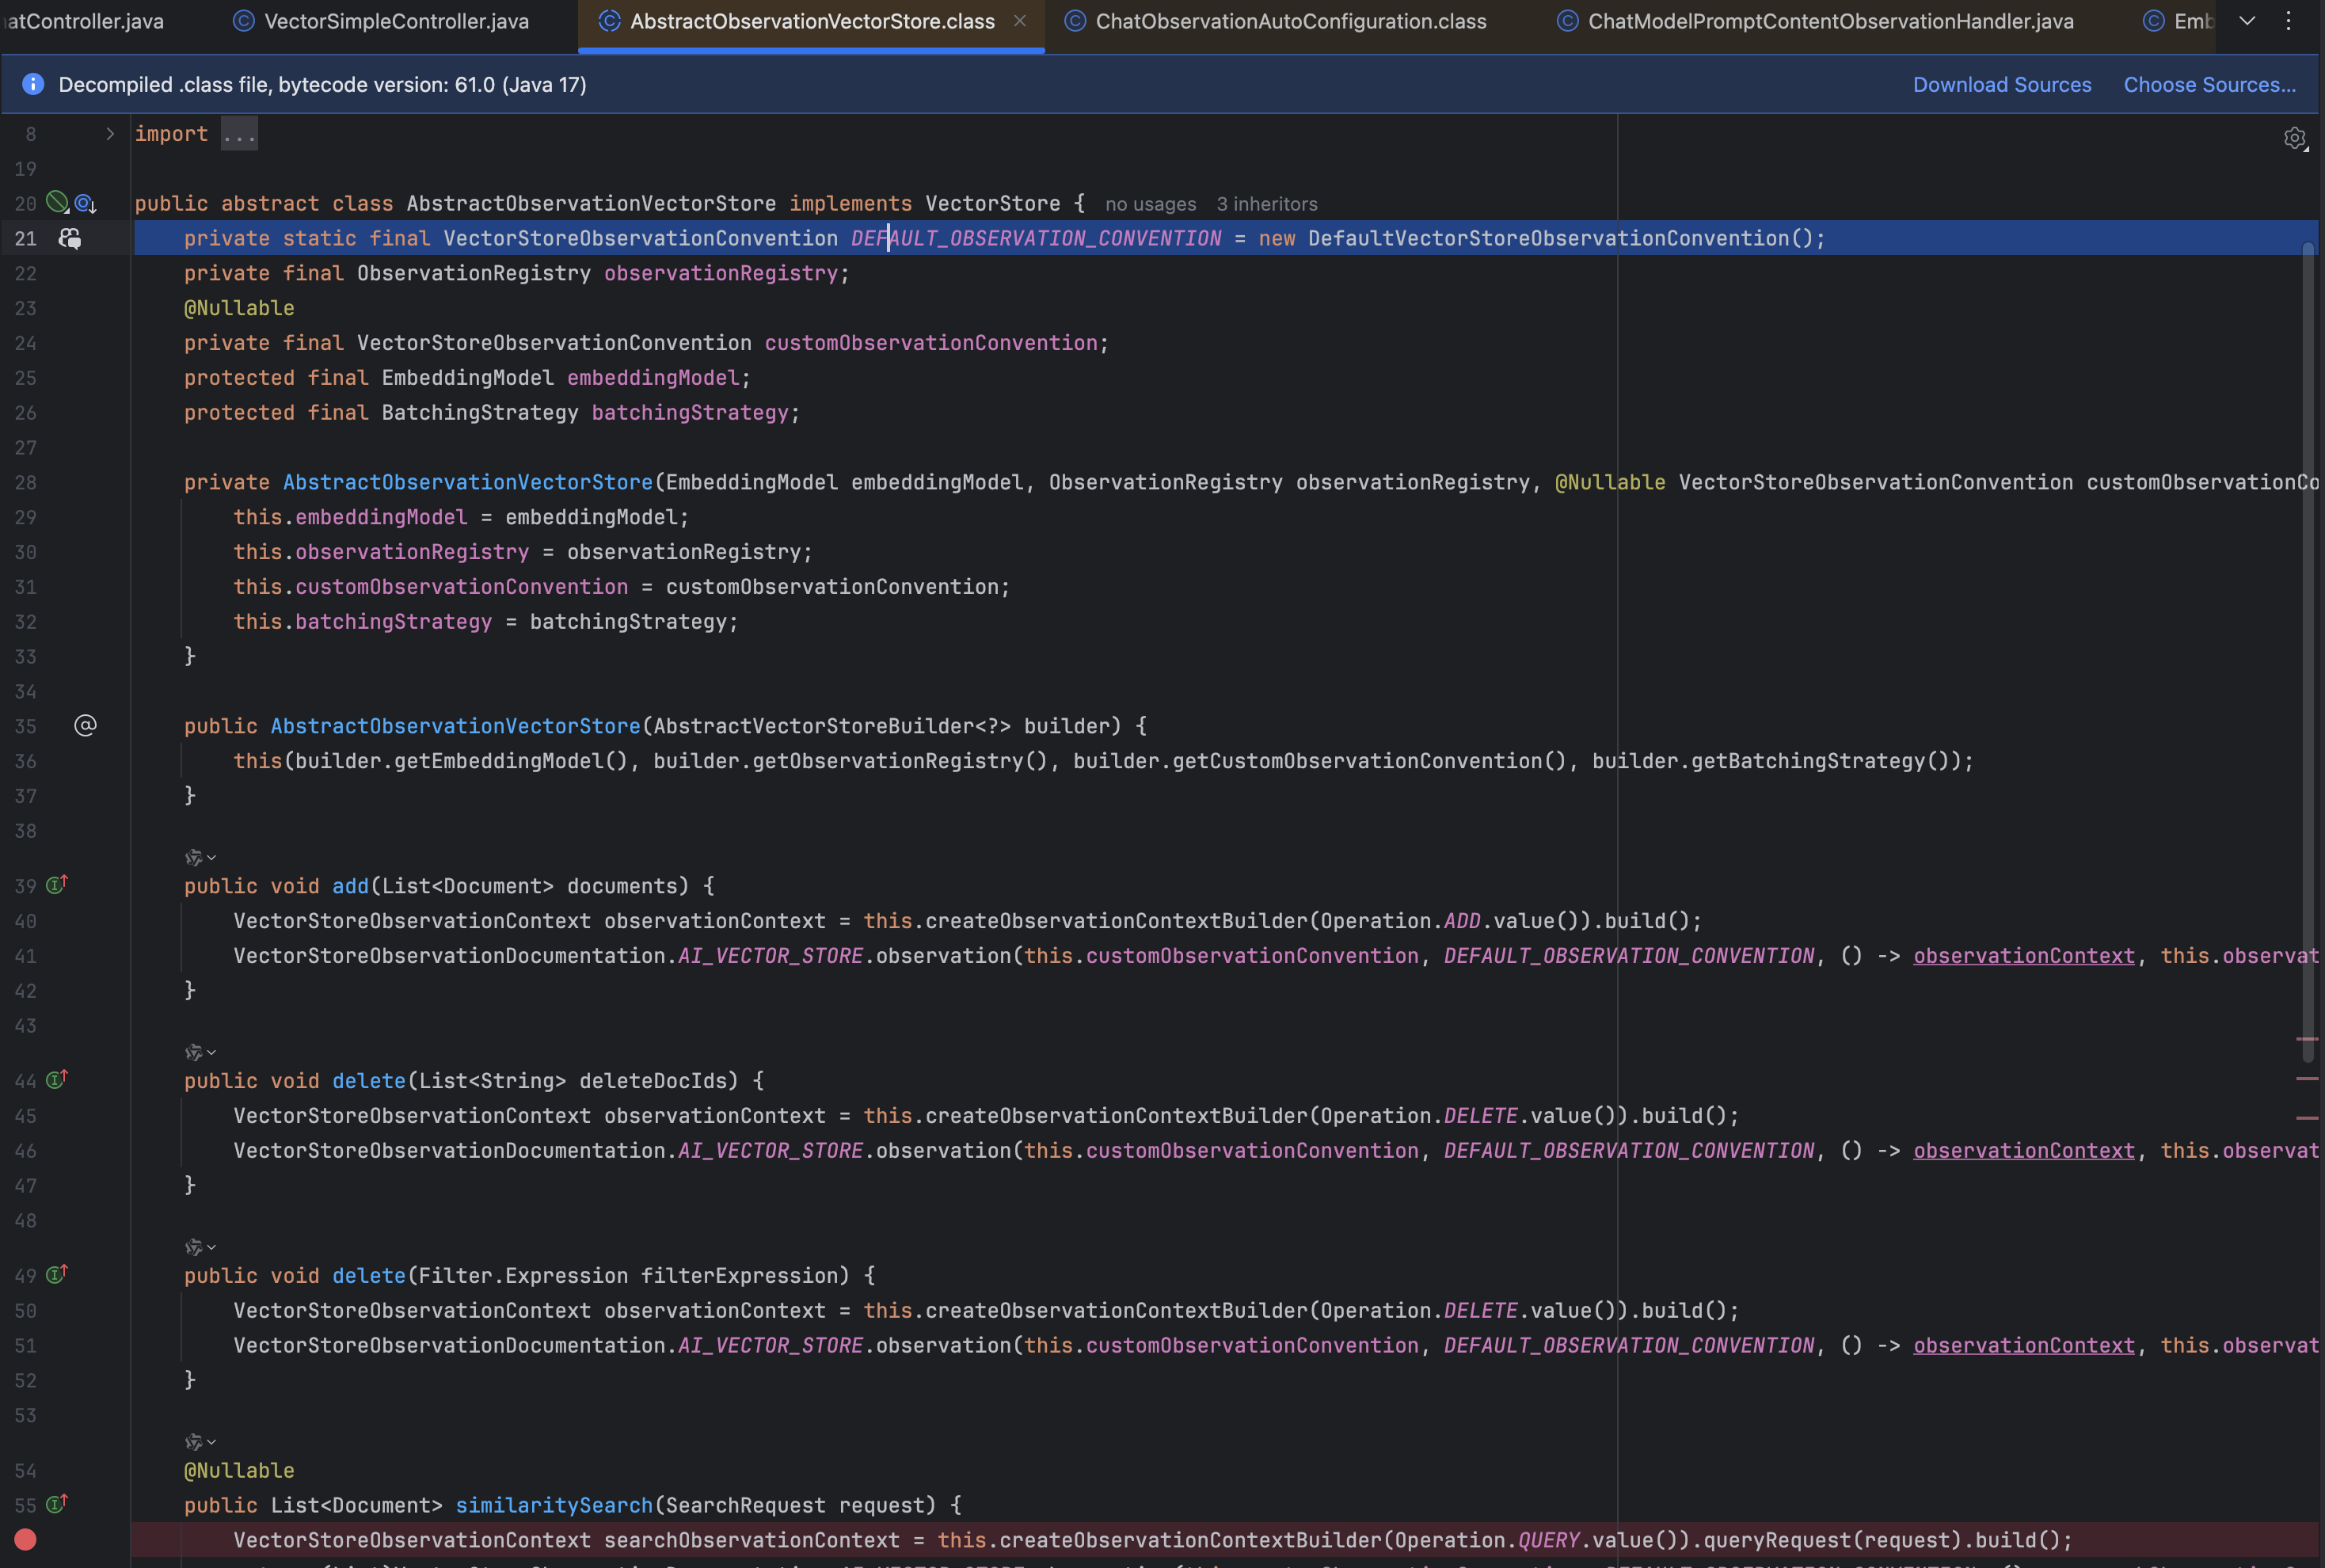 atController.java VectorSimpleController.java AbstractObservationVectorStore.class ChatObservationAutoConfiguration.class ChatModelPromptContentObservationHandler.java Emb
Decompiled .class file, bytecode version: 61.0 (Java 17) Download Sources Choose Sources...
8 import ...
19
20 public abstract class AbstractObservationVectorStore implements VectorStore { no usages 3 inheritors
21 private static final VectorStoreObservationConvention DEFAULT_OBSERVATION_CONVENTION = new DefaultVectorStoreObservationConvention();
22 private final ObservationRegistry observationRegistry;
23 @Nullable
24 private final VectorStoreObservationConvention customObservationConvention;
25 protected final EmbeddingModel embeddingModel;
26 protected final BatchingStrategy batchingStrategy;
27
28 private AbstractObservationVectorStore(EmbeddingModel embeddingModel, ObservationRegistry observationRegistry, @Nullable VectorStoreObservationConvention customObservationCo
29 this.embeddingModel = embeddingModel;
30 this.observationRegistry = observationRegistry;
31 this.customObservationConvention = customObservationConvention;
32 this.batchingStrategy = batchingStrategy;
33 }
34
35 public AbstractObservationVectorStore(AbstractVectorStoreBuilder<?> builder) {
36 this(builder.getEmbeddingModel(), builder.getObservationRegistry(), builder.getCustomObservationConvention(), builder.getBatchingStrategy());
37 }
38
39 public void add(List<Document> documents) {
40 VectorStoreObservationContext observationContext = this.createObservationContextBuilder(Operation.ADD.value()).build();
41 VectorStoreObservationDocumentation.AI_VECTOR_STORE.observation(this.customObservationConvention, DEFAULT_OBSERVATION_CONVENTION, () -> observationContext, this.observat
42 }
43
44 public void delete(List<String> deleteDocIds) {
45 VectorStoreObservationContext observationContext = this.createObservationContextBuilder(Operation.DELETE.value()).build();
46 VectorStoreObservationDocumentation.AI_VECTOR_STORE.observation(this.customObservationConvention, DEFAULT_OBSERVATION_CONVENTION, () -> observationContext, this.observat
47 }
48
49 public void delete(Filter.Expression filterExpression) {
50 VectorStoreObservationContext observationContext = this.createObservationContextBuilder(Operation.DELETE.value()).build();
51 VectorStoreObservationDocumentation.AI_VECTOR_STORE.observation(this.customObservationConvention, DEFAULT_OBSERVATION_CONVENTION, () -> observationContext, this.observat
52 }
53
54 @Nullable
55 public List<Document> similaritySearch(SearchRequest request) {
VectorStoreObservationContext searchObservationContext = this.createObservationContextBuilder(Operation.QUERY.value()).queryRequest(request).build();